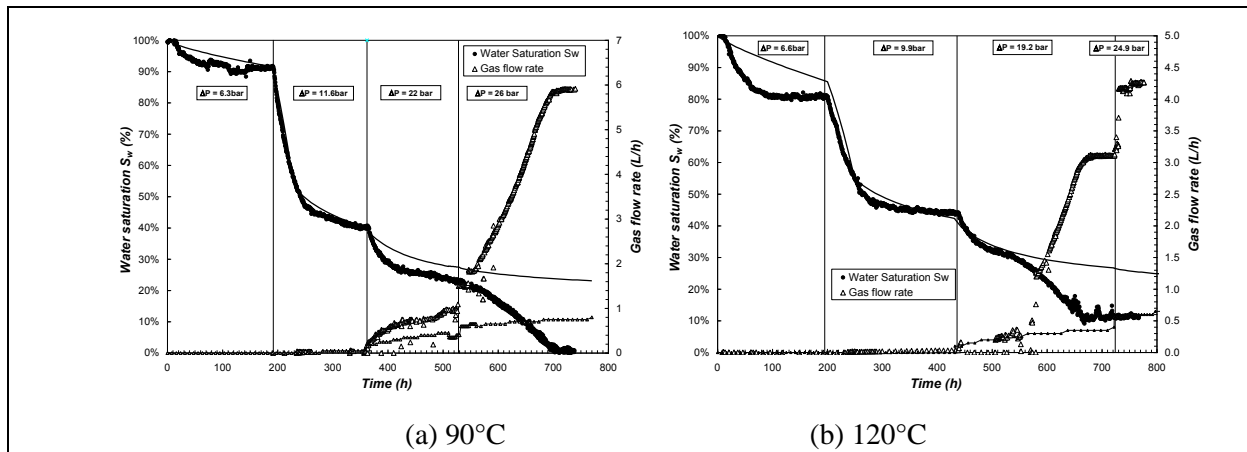 100%
90%
80%
70%
60%
50%
40%
30%
20%
10%
0%
Water saturation Sw (%)
ΔP = 6.3bar
ΔP = 11.6bar
ΔP = 22 bar
ΔP = 26 bar
Water Saturation Sw
Gas flow rate
7
6
5
4
3
2
1
0
Gas flow rate (L/h)
0 100 200 300 400 500 600 700 800
Time (h)
(a) 90°C
100%
90%
80%
70%
60%
50%
40%
30%
20%
10%
0%
Water saturation Sw (%)
ΔP = 6.6bar
ΔP = 9.9bar
ΔP = 19.2 bar
ΔP = 24.9 bar
Water Saturation Sw
Gas flow rate
5.0
4.5
4.0
3.5
3.0
2.5
2.0
1.5
1.0
0.5
0.0
Gas flow rate (L/h)
0 100 200 300 400 500 600 700 800
Time (h)
(b) 120°C